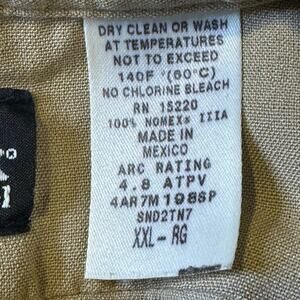 DRY CLEAN OR WASH
AT TEMPERATURES
NOT TO EXCEED
140F (60°C)
NO CHLORINE BLEACH
RN 15220
100% NOMEX® IIIA
MADE IN
MEXICO
ARC RATING
4.8 ATPV
4AR7M198SP
SND2TN7
XXL-RG